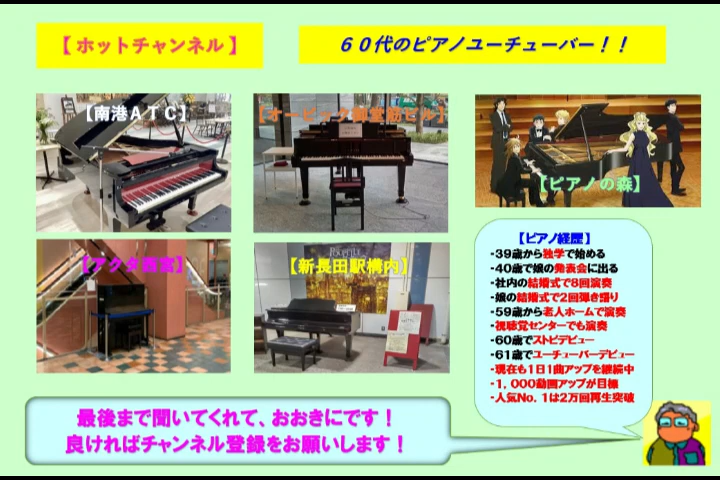 【ホットチャンネル】
６０代のピアノユーチューバー！！
【南港ＡＴＣ】
【オービック御堂筋ビル】
【ピアノの森】
【アクタ西宮】
【新長田駅構内】
【ピアノ経歴】
・39歳から独学で始める
・40歳で娘の発表会に出る
・社内の結婚式で8回演奏
・娘の結婚式で2回弾き語り
・59歳から老人ホームで演奏
・視聴覚センターでも演奏
・60歳でストピデビュー
・61歳でユーチューバーデビュー
・現在も1日1曲アップを継続中
・1，000動画アップが目標
・人気No．1は2万回再生突破
最後まで聞いてくれて、おおきにです！
良ければチャンネル登録をお願いします！